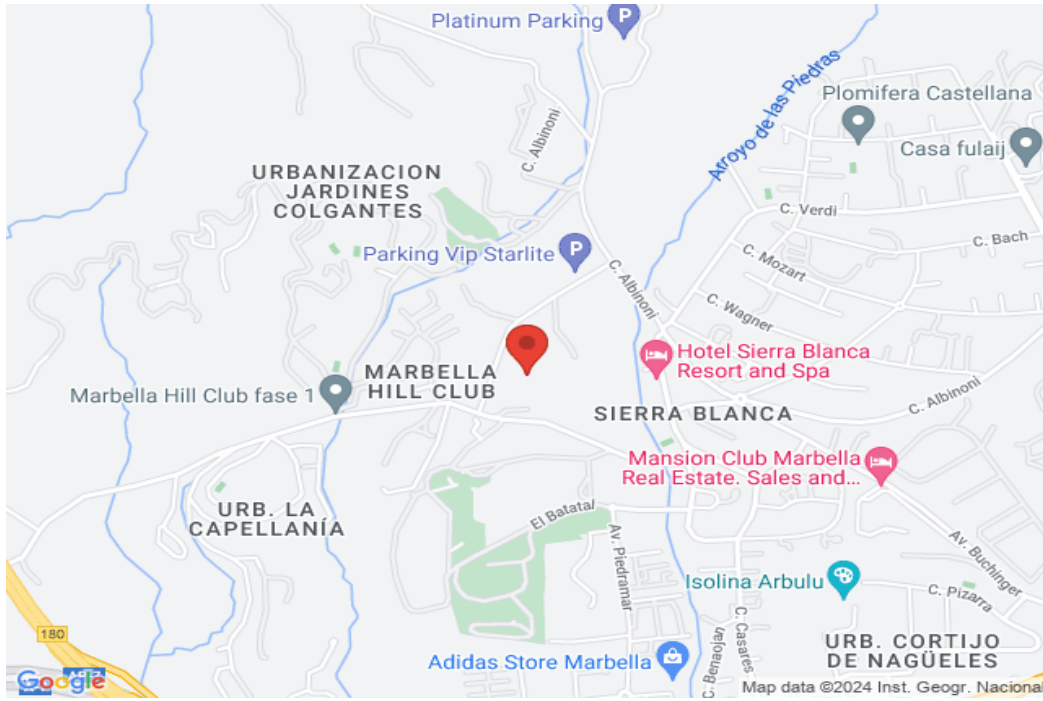 Platinum Parking
P
Arroyo de las Piedras
Plomifera Castellana
Casa fulaij
C. Albinoni
URBANIZACION
JARDINES
COLGANTES
C. Verdi
C. Bach
Parking Vip Starlite
P
C. Mozart
C. Albinoni
C. Wagner
Hotel Sierra Blanca
Resort and Spa
MARBELLA
HILL CLUB
Marbella Hill Club fase 1
C. Albinoni
SIERRA BLANCA
Mansion Club Marbella
Real Estate. Sales and...
URB. LA
CAPELLANÍA
El Batatal
Av. Piedramar
Av. Buchinger
Isolina Arbulu
C. Pizarra
180
C. Casares
C. Benaojan
URB. CORTIJO
DE NAGÜELES
Adidas Store Marbella
Google
Map data ©2024 Inst. Geogr. Nacional